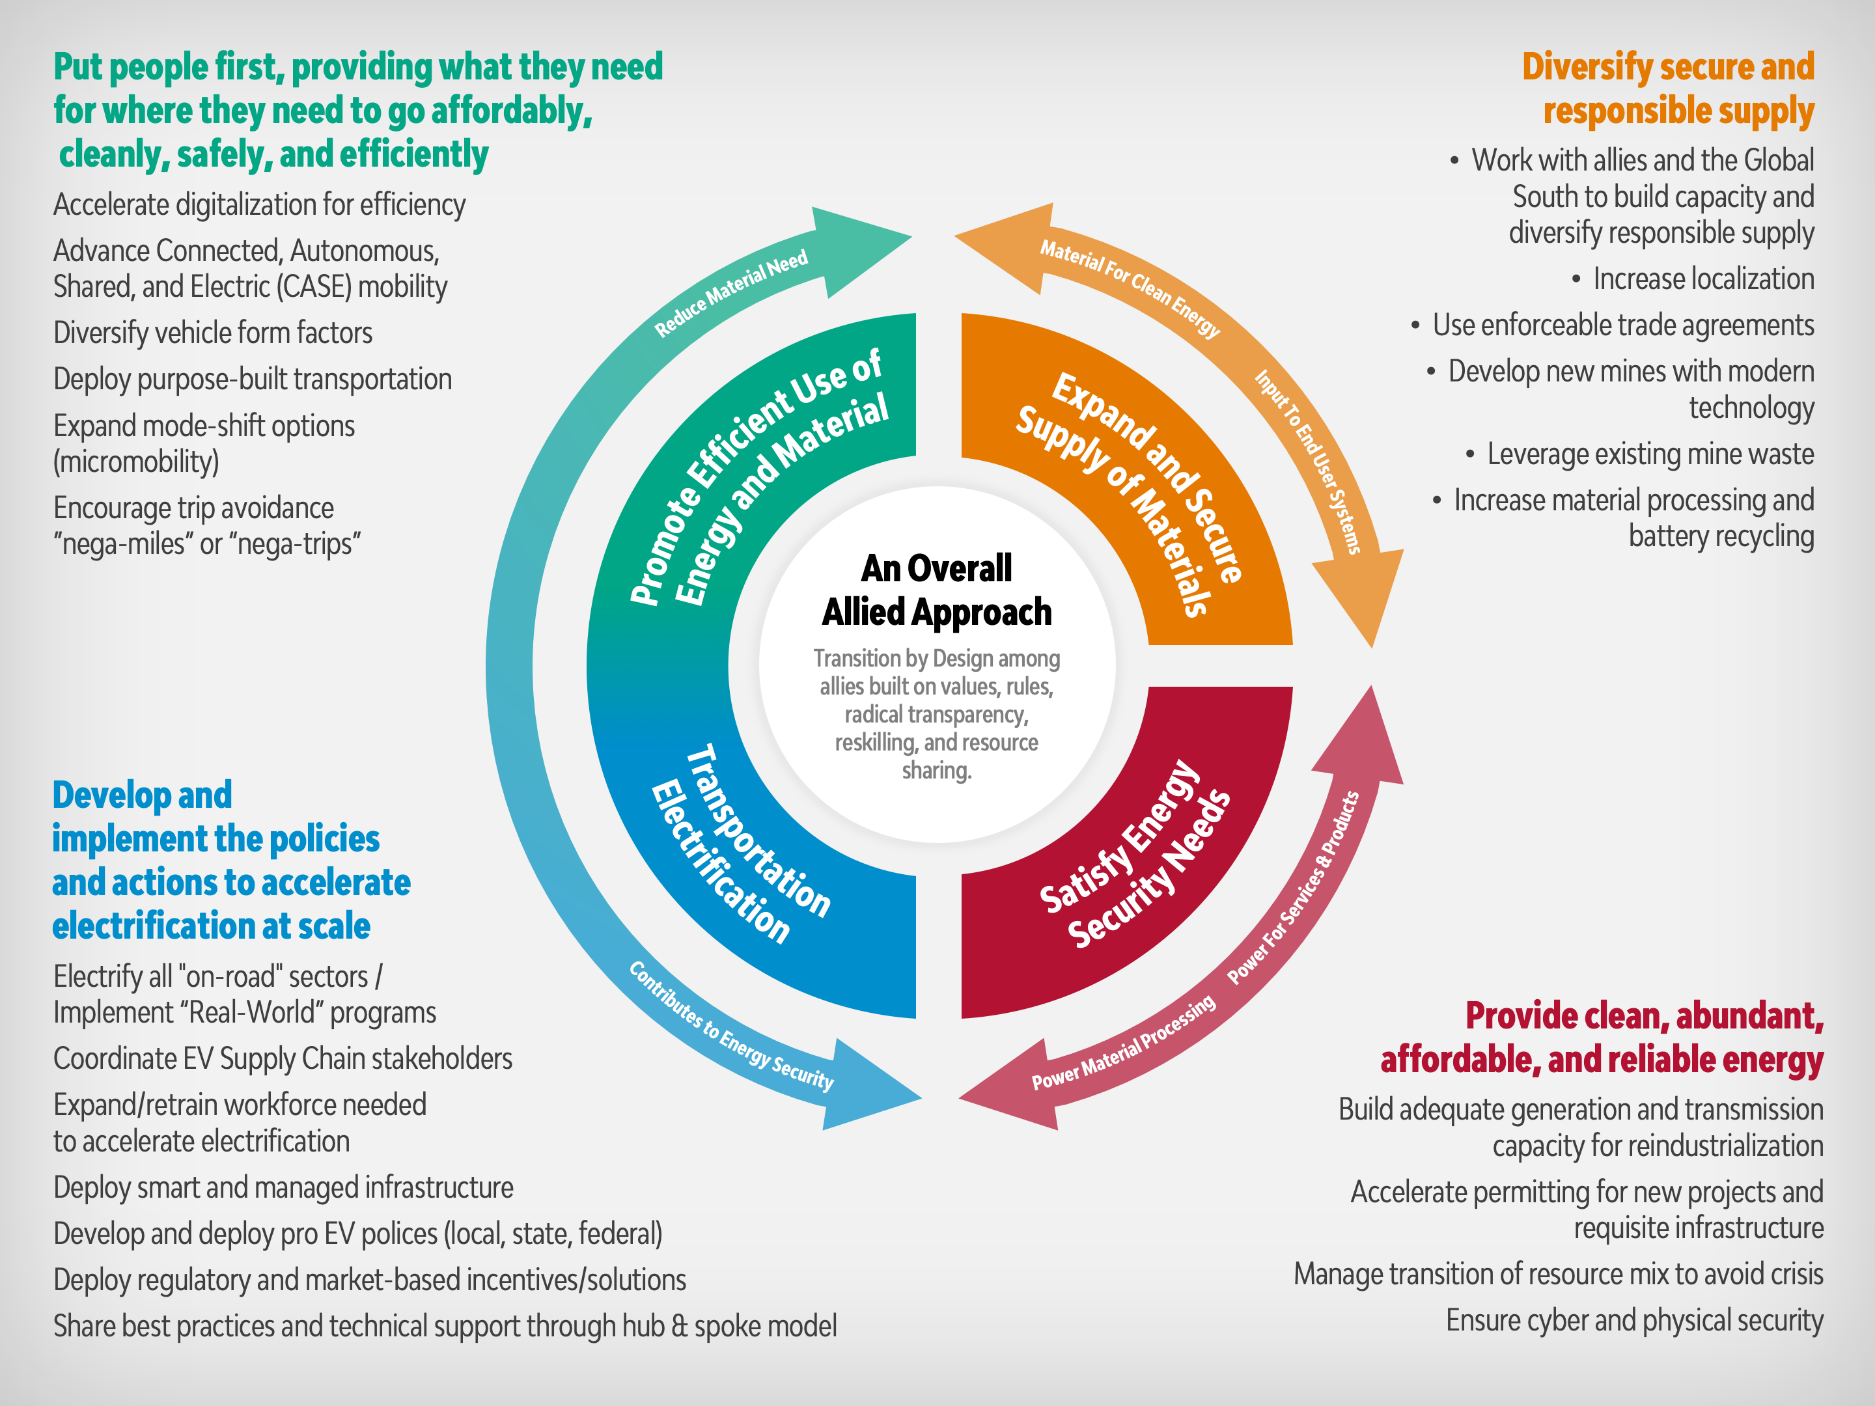 Put people first, providing what they need
for where they need to go affordably,
cleanly, safely, and efficiently
Accelerate digitalization for efficiency
Advance Connected, Autonomous,
Shared, and Electric (CASE) mobility
Diversify vehicle form factors
Deploy purpose-built transportation
Expand mode-shift options
(micromobility)
Encourage trip avoidance
”nega-miles“ or “nega-trips”
Diversify secure and
responsible supply
• Work with allies and the Global
South to build capacity and
diversify responsible supply
• Increase localization
• Use enforceable trade agreements
• Develop new mines with modern
technology
• Leverage existing mine waste
• Increase material processing and
battery recycling
Reduce Material Need
Material For Clean Energy
Input To End User Systems
Promote Efficient Use of
Energy and Material
Expand and Secure
Supply of Materials
An Overall
Allied Approach
Transition by Design among
allies built on values, rules,
radical transparency,
reskilling, and resource
sharing.
Transportation
Electrification
Satisfy Energy
Security Needs
Contributes to Energy Security
Power Material Processing
Power For Services & Products
Develop and
implement the policies
and actions to accelerate
electrification at scale
Electrify all "on-road" sectors /
Implement “Real-World” programs
Coordinate EV Supply Chain stakeholders
Expand/retrain workforce needed
to accelerate electrification
Deploy smart and managed infrastructure
Develop and deploy pro EV polices (local, state, federal)
Deploy regulatory and market-based incentives/solutions
Share best practices and technical support through hub & spoke model
Provide clean, abundant,
affordable, and reliable energy
Build adequate generation and transmission
capacity for reindustrialization
Accelerate permitting for new projects and
requisite infrastructure
Manage transition of resource mix to avoid crisis
Ensure cyber and physical security